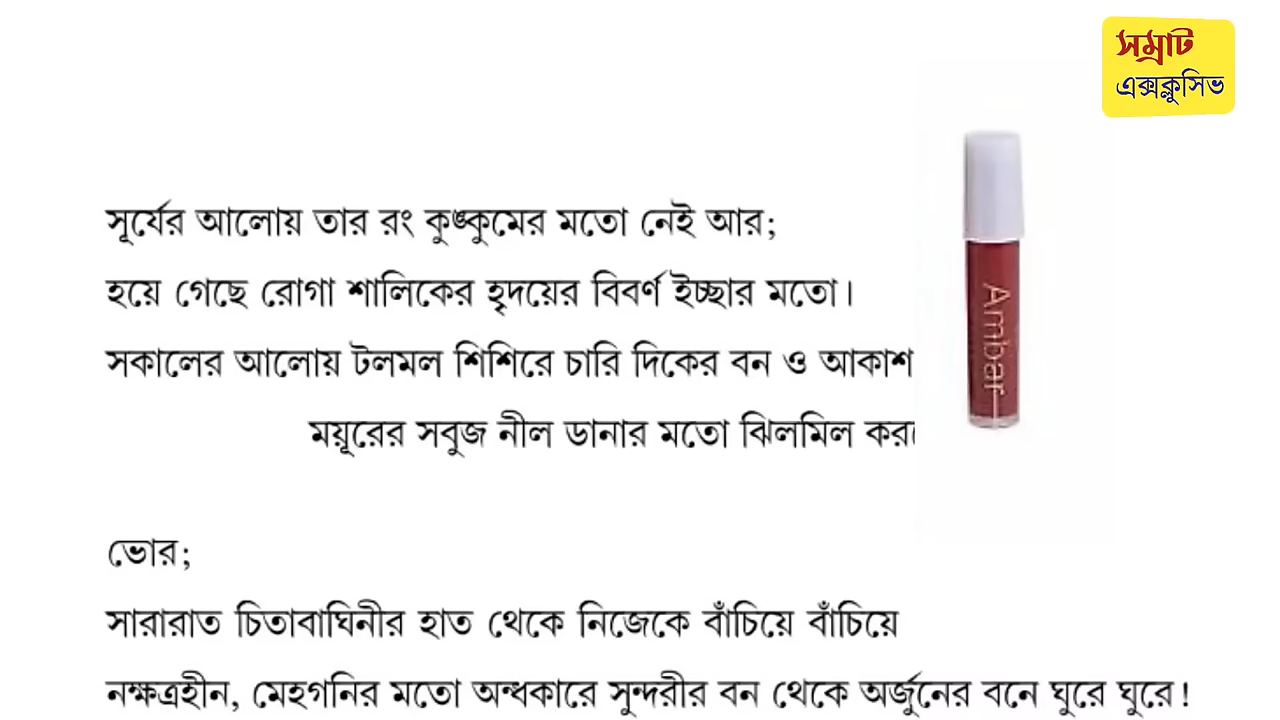 সম্রাট
এক্সক্লুসিভ
সূর্যের আলোয় তার রং কুঙ্কুমের মতো নেই আর;
হয়ে গেছে রোগা শালিকের হৃদয়ের বিবর্ণ ইচ্ছার মতো।
সকালের আলোয় টলমল শিশিরে চারি দিকের বন ও আকাশ
ময়ূরের সবুজ নীল ডানার মতো ঝিলমিল
Ambar
ভোর;
সারারাত চিতাবাঘিনীর হাত থেকে নিজেকে বাঁচিয়ে বাঁচিয়ে
নক্ষত্রহীন, মেহগনির মতো অন্ধকারে সুন্দরীর বন থেকে অর্জুনের বনে ঘুরে ঘুরে!